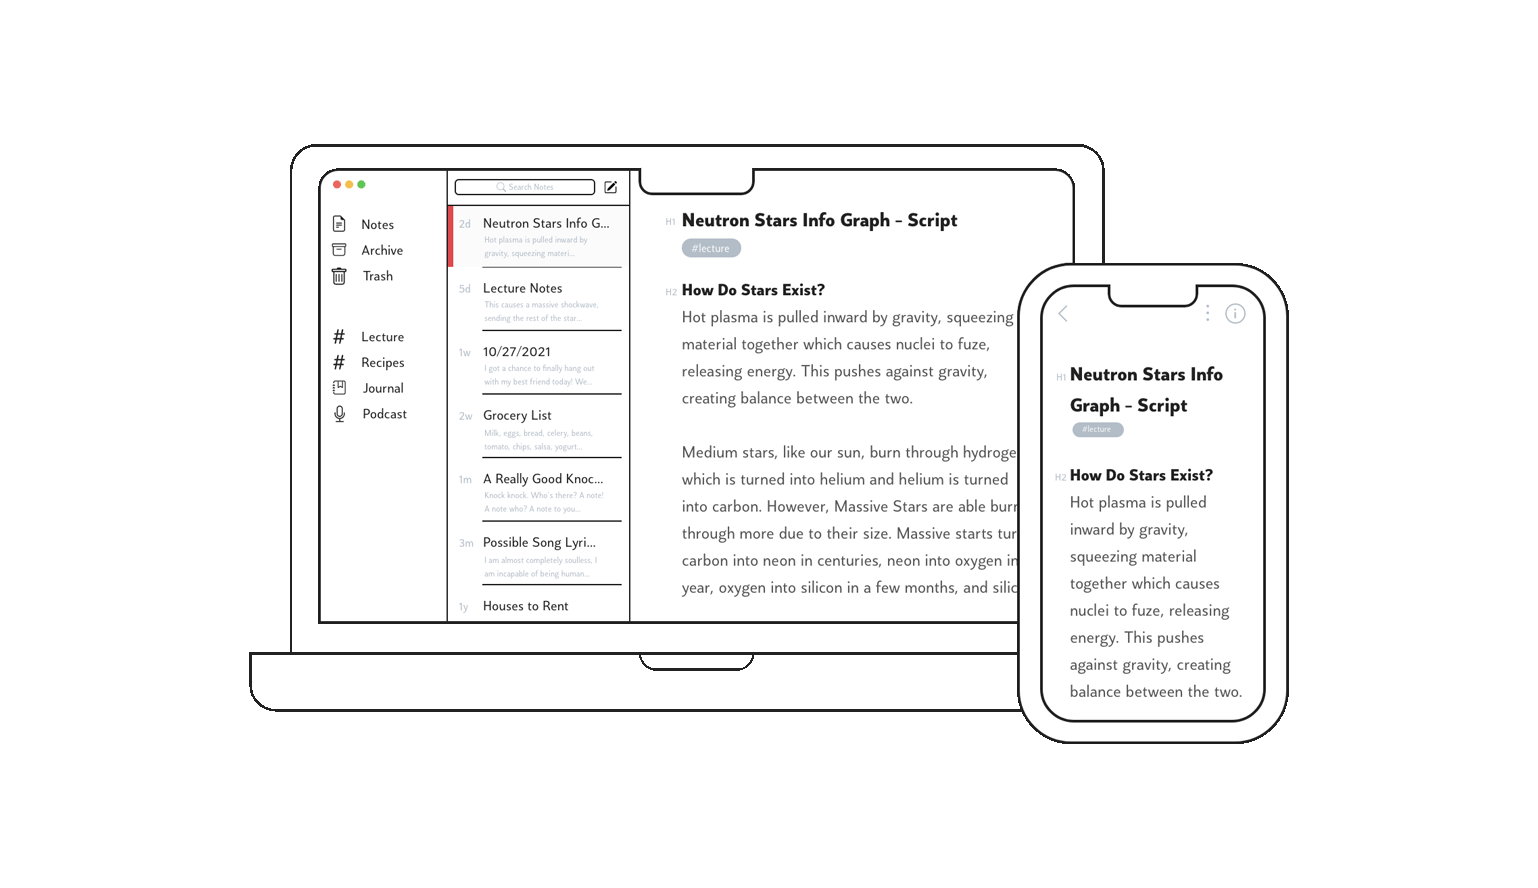 Notes
Archive
Trash
# Lecture
# Recipes
Journal
Podcast
Search Notes
2d Neutron Stars Info G...
Hot plasma is pulled inward by
gravity, squeezing materi...
5d Lecture Notes
This causes a massive shockwave,
sending the rest of the star...
1w 10/27/2021
I got a chance to finally hang out
with my best friend today! We...
2w Grocery List
Milk, eggs, bread, celery, beans,
tomato, chips, salsa, yogurt...
1m A Really Good Knoc...
Knock knock. Who's there? A note!
A note who? A note to you...
3m Possible Song Lyri...
I am almost completely soulless, I
am incapable of being human...
1y Houses to Rent
H1 Neutron Stars Info Graph - Script
#lecture
H2 How Do Stars Exist?
Hot plasma is pulled inward by gravity, squeezing
material together which causes nuclei to fuze,
releasing energy. This pushes against gravity,
creating balance between the two.
Medium stars, like our sun, burn through hydroge
which is turned into helium and helium is turned
into carbon. However, Massive Stars are able burn
through more due to their size. Massive starts tur
carbon into neon in centuries, neon into oxygen in
year, oxygen into silicon in a few months, and silic
H1 Neutron Stars Info
Graph - Script
#lecture
H2 How Do Stars Exist?
Hot plasma is pulled
inward by gravity,
squeezing material
together which causes
nuclei to fuze, releasing
energy. This pushes
against gravity, creating
balance between the two.